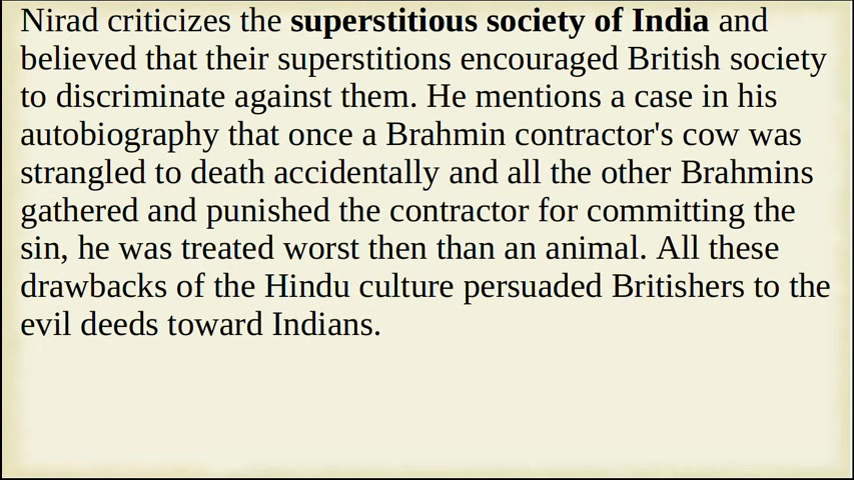 Nirad criticizes the superstitious society of India and
believed that their superstitions encouraged British society
to discriminate against them. He mentions a case in his
autobiography that once a Brahmin contractor's cow was
strangled to death accidentally and all the other Brahmins
gathered and punished the contractor for committing the
sin, he was treated worst then than an animal. All these
drawbacks of the Hindu culture persuaded Britishers to the
evil deeds toward Indians.